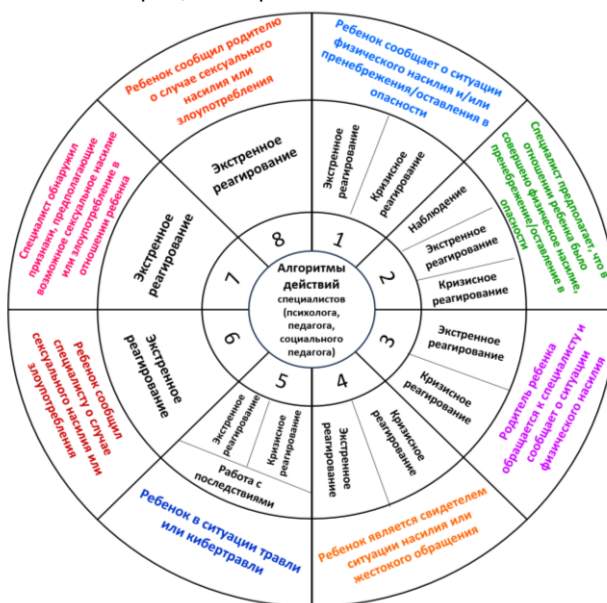 Алгоритмы
действий
специалистов
(психолога,
педагога,
социального
педагога)
1
Ребенок сообщает о ситуации
физического насилия и/или
пренебрежения/оставления в
опасности
Экстренное
реагирование
Кризисное
реагирование
2
Специалист предполагает, что в
отношении ребенка было
совершено физическое насилие,
пренебрежение/оставление в
опасности
Наблюдение
Экстренное
реагирование
Кризисное
реагирование
3
Родитель ребенка
обращается к специалисту и
сообщает о ситуации
физического насилия
Экстренное
реагирование
Кризисное
реагирование
4
Ребенок является свидетелем
ситуации насилия или
жестокого обращения
Кризисное
реагирование
Экстренное
реагирование
5
Ребенок в ситуации травли
или кибертравли
Экстренное
реагирование
Кризисное
реагирование
Работа с
последствиями
6
Ребенок сообщил
специалисту о случае
сексуального насилия или
злоупотребления
Экстренное
реагирование
7
Специалист обнаружил
признаки, предполагающие
возможное сексуальное насилие
или злоупотребление в
отношении ребенка
Экстренное
реагирование
8
Ребенок сообщил родителю
о случае сексуального
насилия или
злоупотребления
Экстренное
реагирование